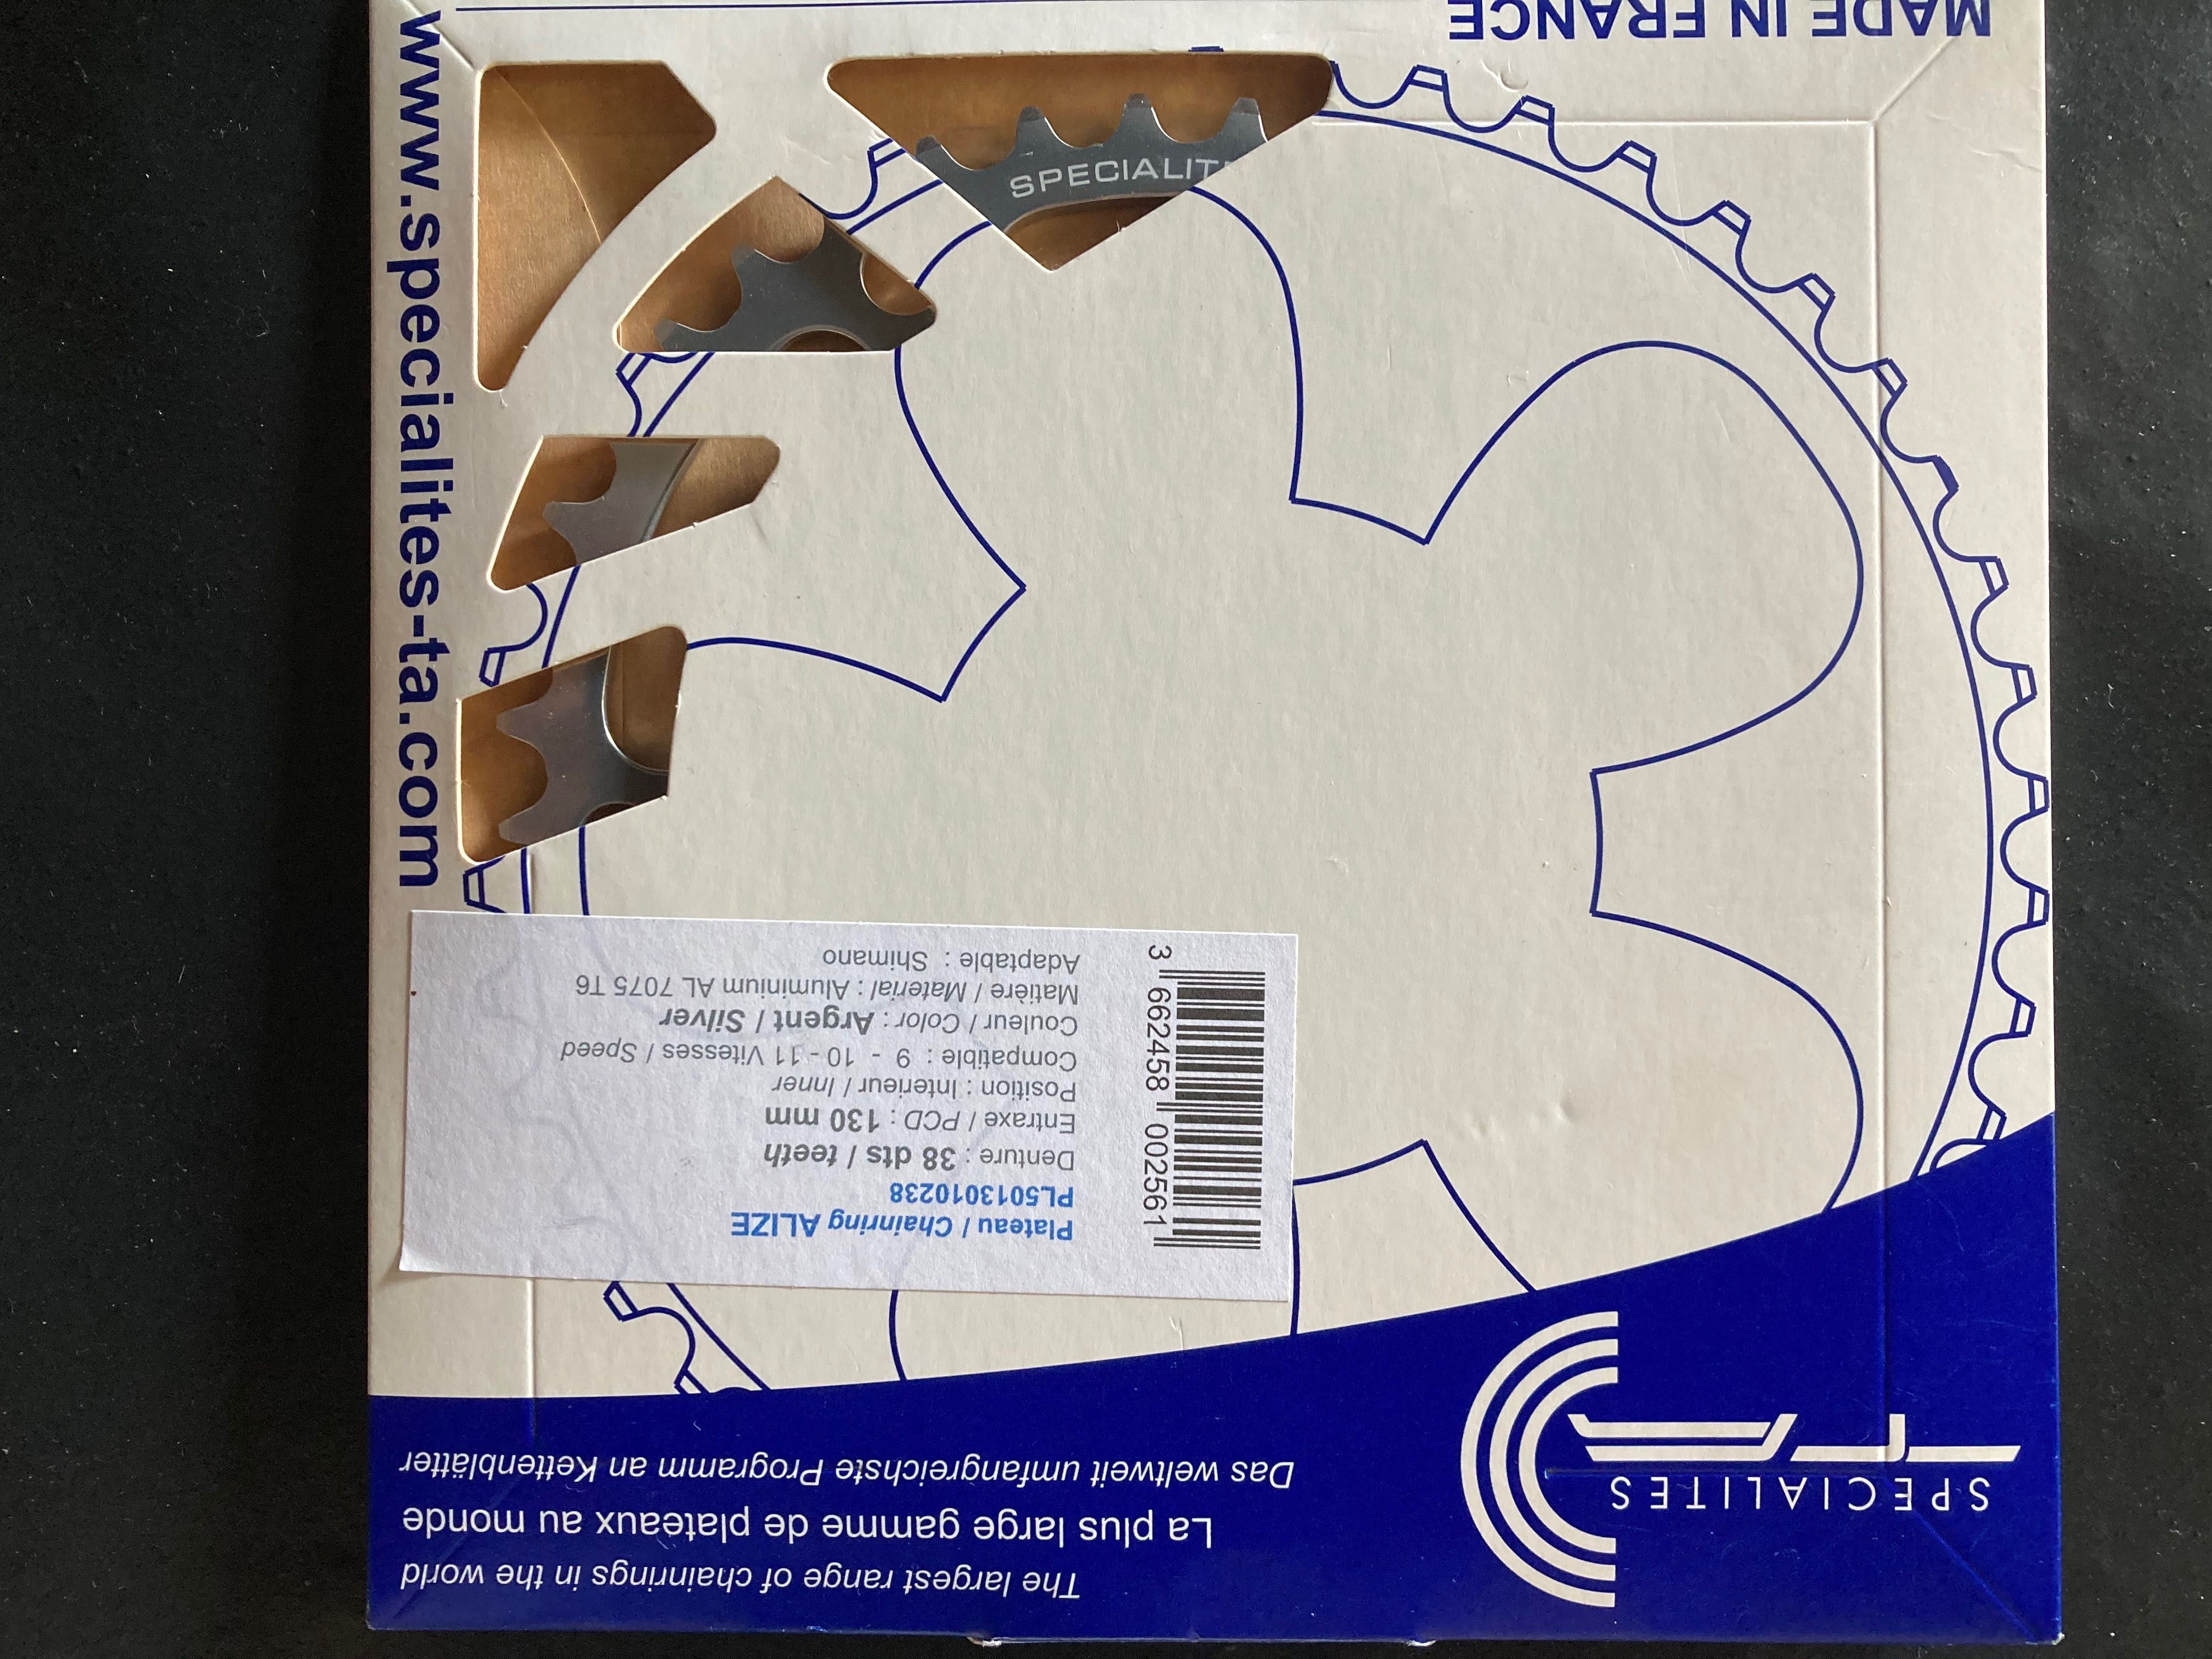 SPECIALITES
TA
The largest range of chainrings in the world
La plus large gamme de plateaux au monde
Das weltweit umfangreichste Programm an Kettenblätter
Plateau / Chainring ALIZE
PL5013010238
Denture : 38 dts / teeth
Entraxe / PCD : 130 mm
Position : Interieur / Inner
Compatible : 9 - 10 - 11 Vitesses / Speed
Couleur / Color : Argent / Silver
Matière / Material : Aluminium AL 7075 T6
Adaptable : Shimano
3 662458 002561
www.specialites-ta.com
SPECIALIT
MADE IN FRANCE